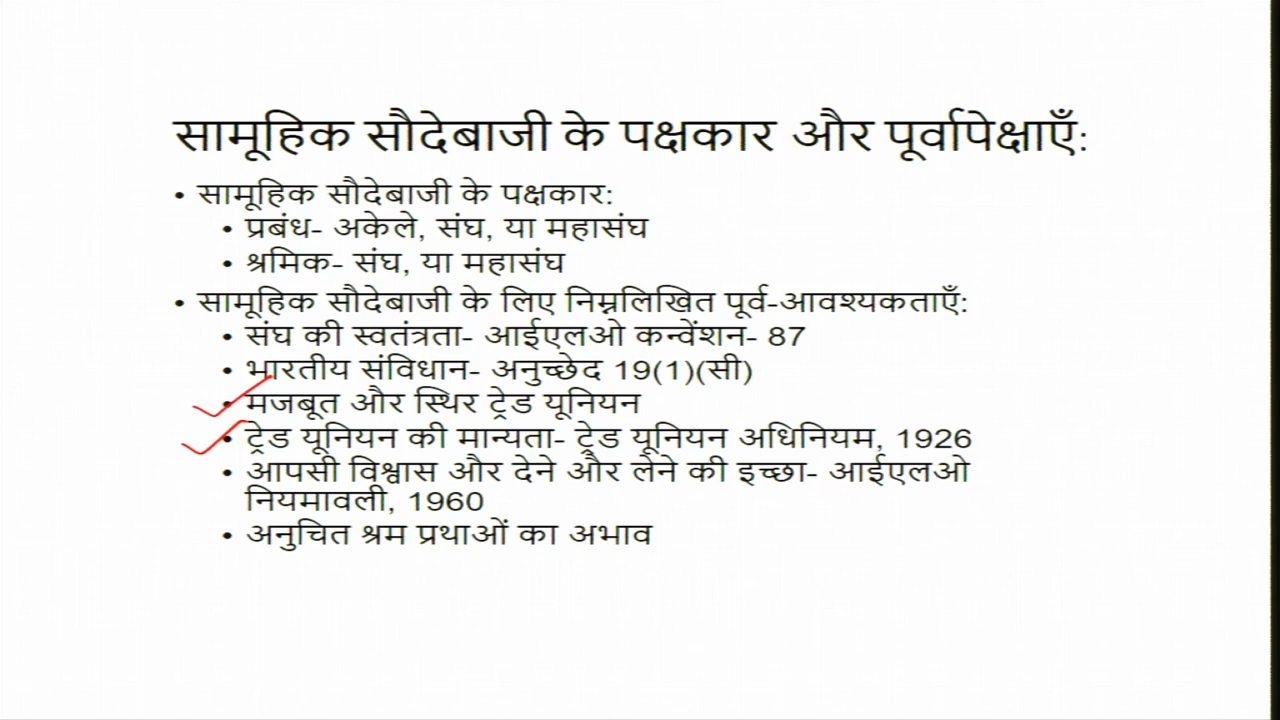 सामूहिक सौदेबाजी के पक्षकार और पूर्वापेक्षाएँ:
• सामूहिक सौदेबाजी के पक्षकार:
• प्रबंध- अकेले, संघ, या महासंघ
• श्रमिक- संघ, या महासंघ
• सामूहिक सौदेबाजी के लिए निम्नलिखित पूर्व-आवश्यकताएँ:
• संघ की स्वतंत्रता- आईएलओ कन्वेंशन- 87
• भारतीय संविधान- अनुच्छेद 19(1)(सी)
• मजबूत और स्थिर ट्रेड यूनियन
• ट्रेड यूनियन की मान्यता- ट्रेड यूनियन अधिनियम, 1926
• आपसी विश्वास और देने और लेने की इच्छा- आईएलओ
नियमावली, 1960
• अनुचित श्रम प्रथाओं का अभाव